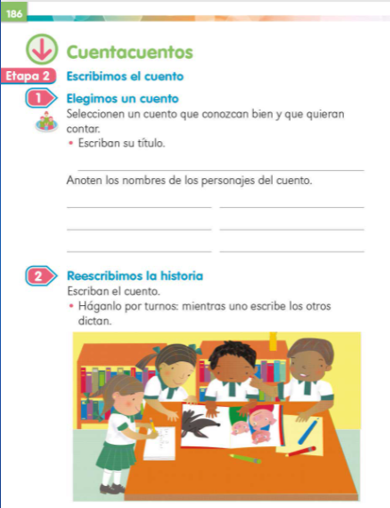 186
Cuentacuentos
Etapa 2 Escribimos el cuento
1 Elegimos un cuento
Seleccionen un cuento que conozcan bien y que quieran
contar.
• Escriban su título.
Anoten los nombres de los personajes del cuento.
2 Reescribimos la historia
Escriban el cuento.
• Háganlo por turnos: mientras uno escribe los otros
dictan.